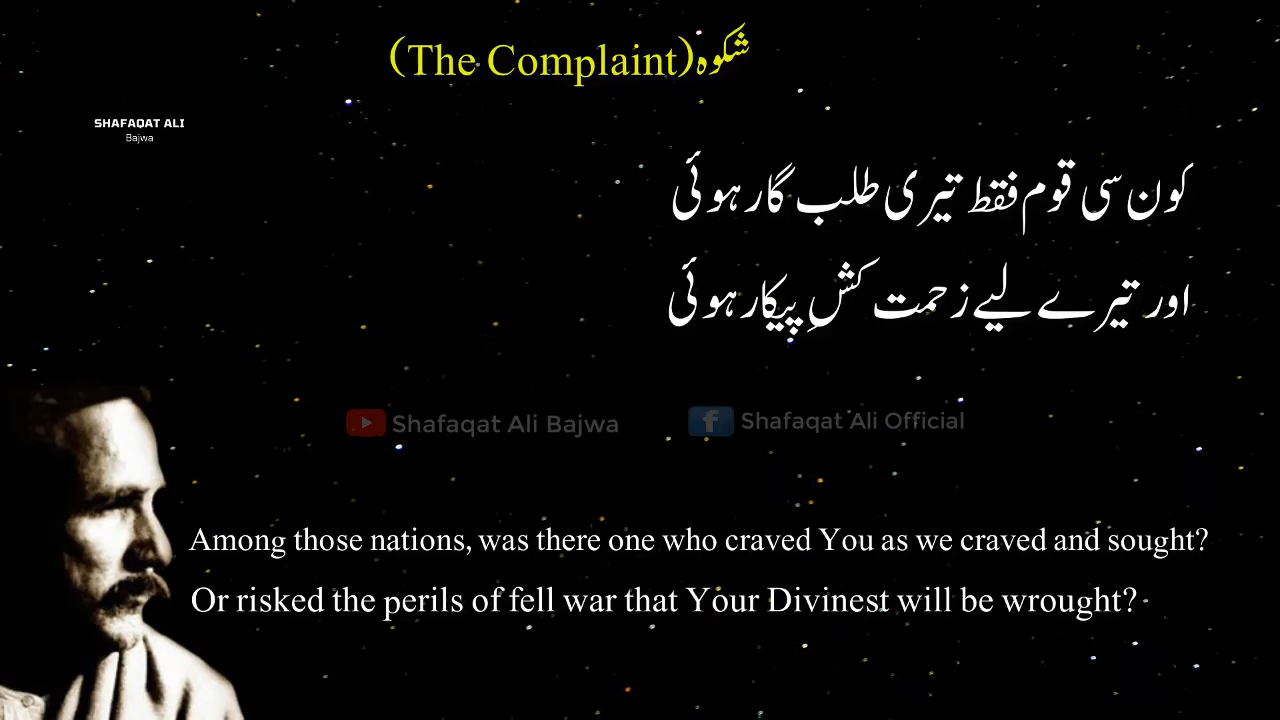 شکوہ(The Complaint)
SHAFAQAT ALI
Bajwa
کون سی قوم فقط تیری طلب گار ہوئی
اور تیرے لیے زحمت کشِ پیکار ہوئی
Shafaqat Ali Bajwa
Shafaqat Ali Official
Among those nations, was there one who craved You as we craved and sought?
Or risked the perils of fell war that Your Divinest will be wrought?